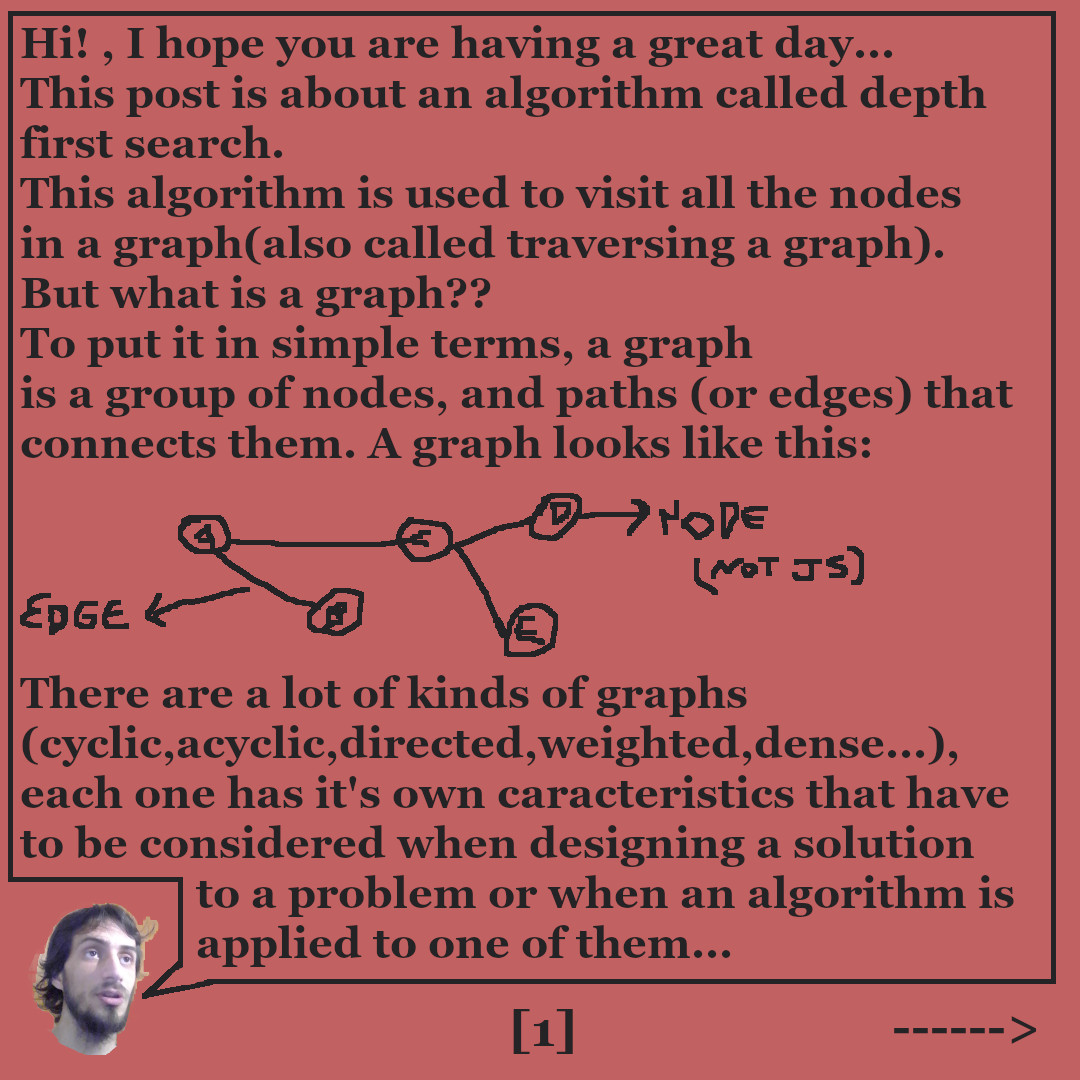 Hi! , I hope you are having a great day...
This post is about an algorithm called depth
first search.
This algorithm is used to visit all the nodes
in a graph(also called traversing a graph).
But what is a graph??
To put it in simple terms, a graph
is a group of nodes, and paths (or edges) that
connects them. A graph looks like this:
A
C
D
NODE
(NOT JS)
EDGE
B
E
There are a lot of kinds of graphs
(cyclic,acyclic,directed,weighted,dense...),
each one has it's own caracteristics that have
to be considered when designing a solution
to a problem or when an algorithm is
applied to one of them...
[1]
------>